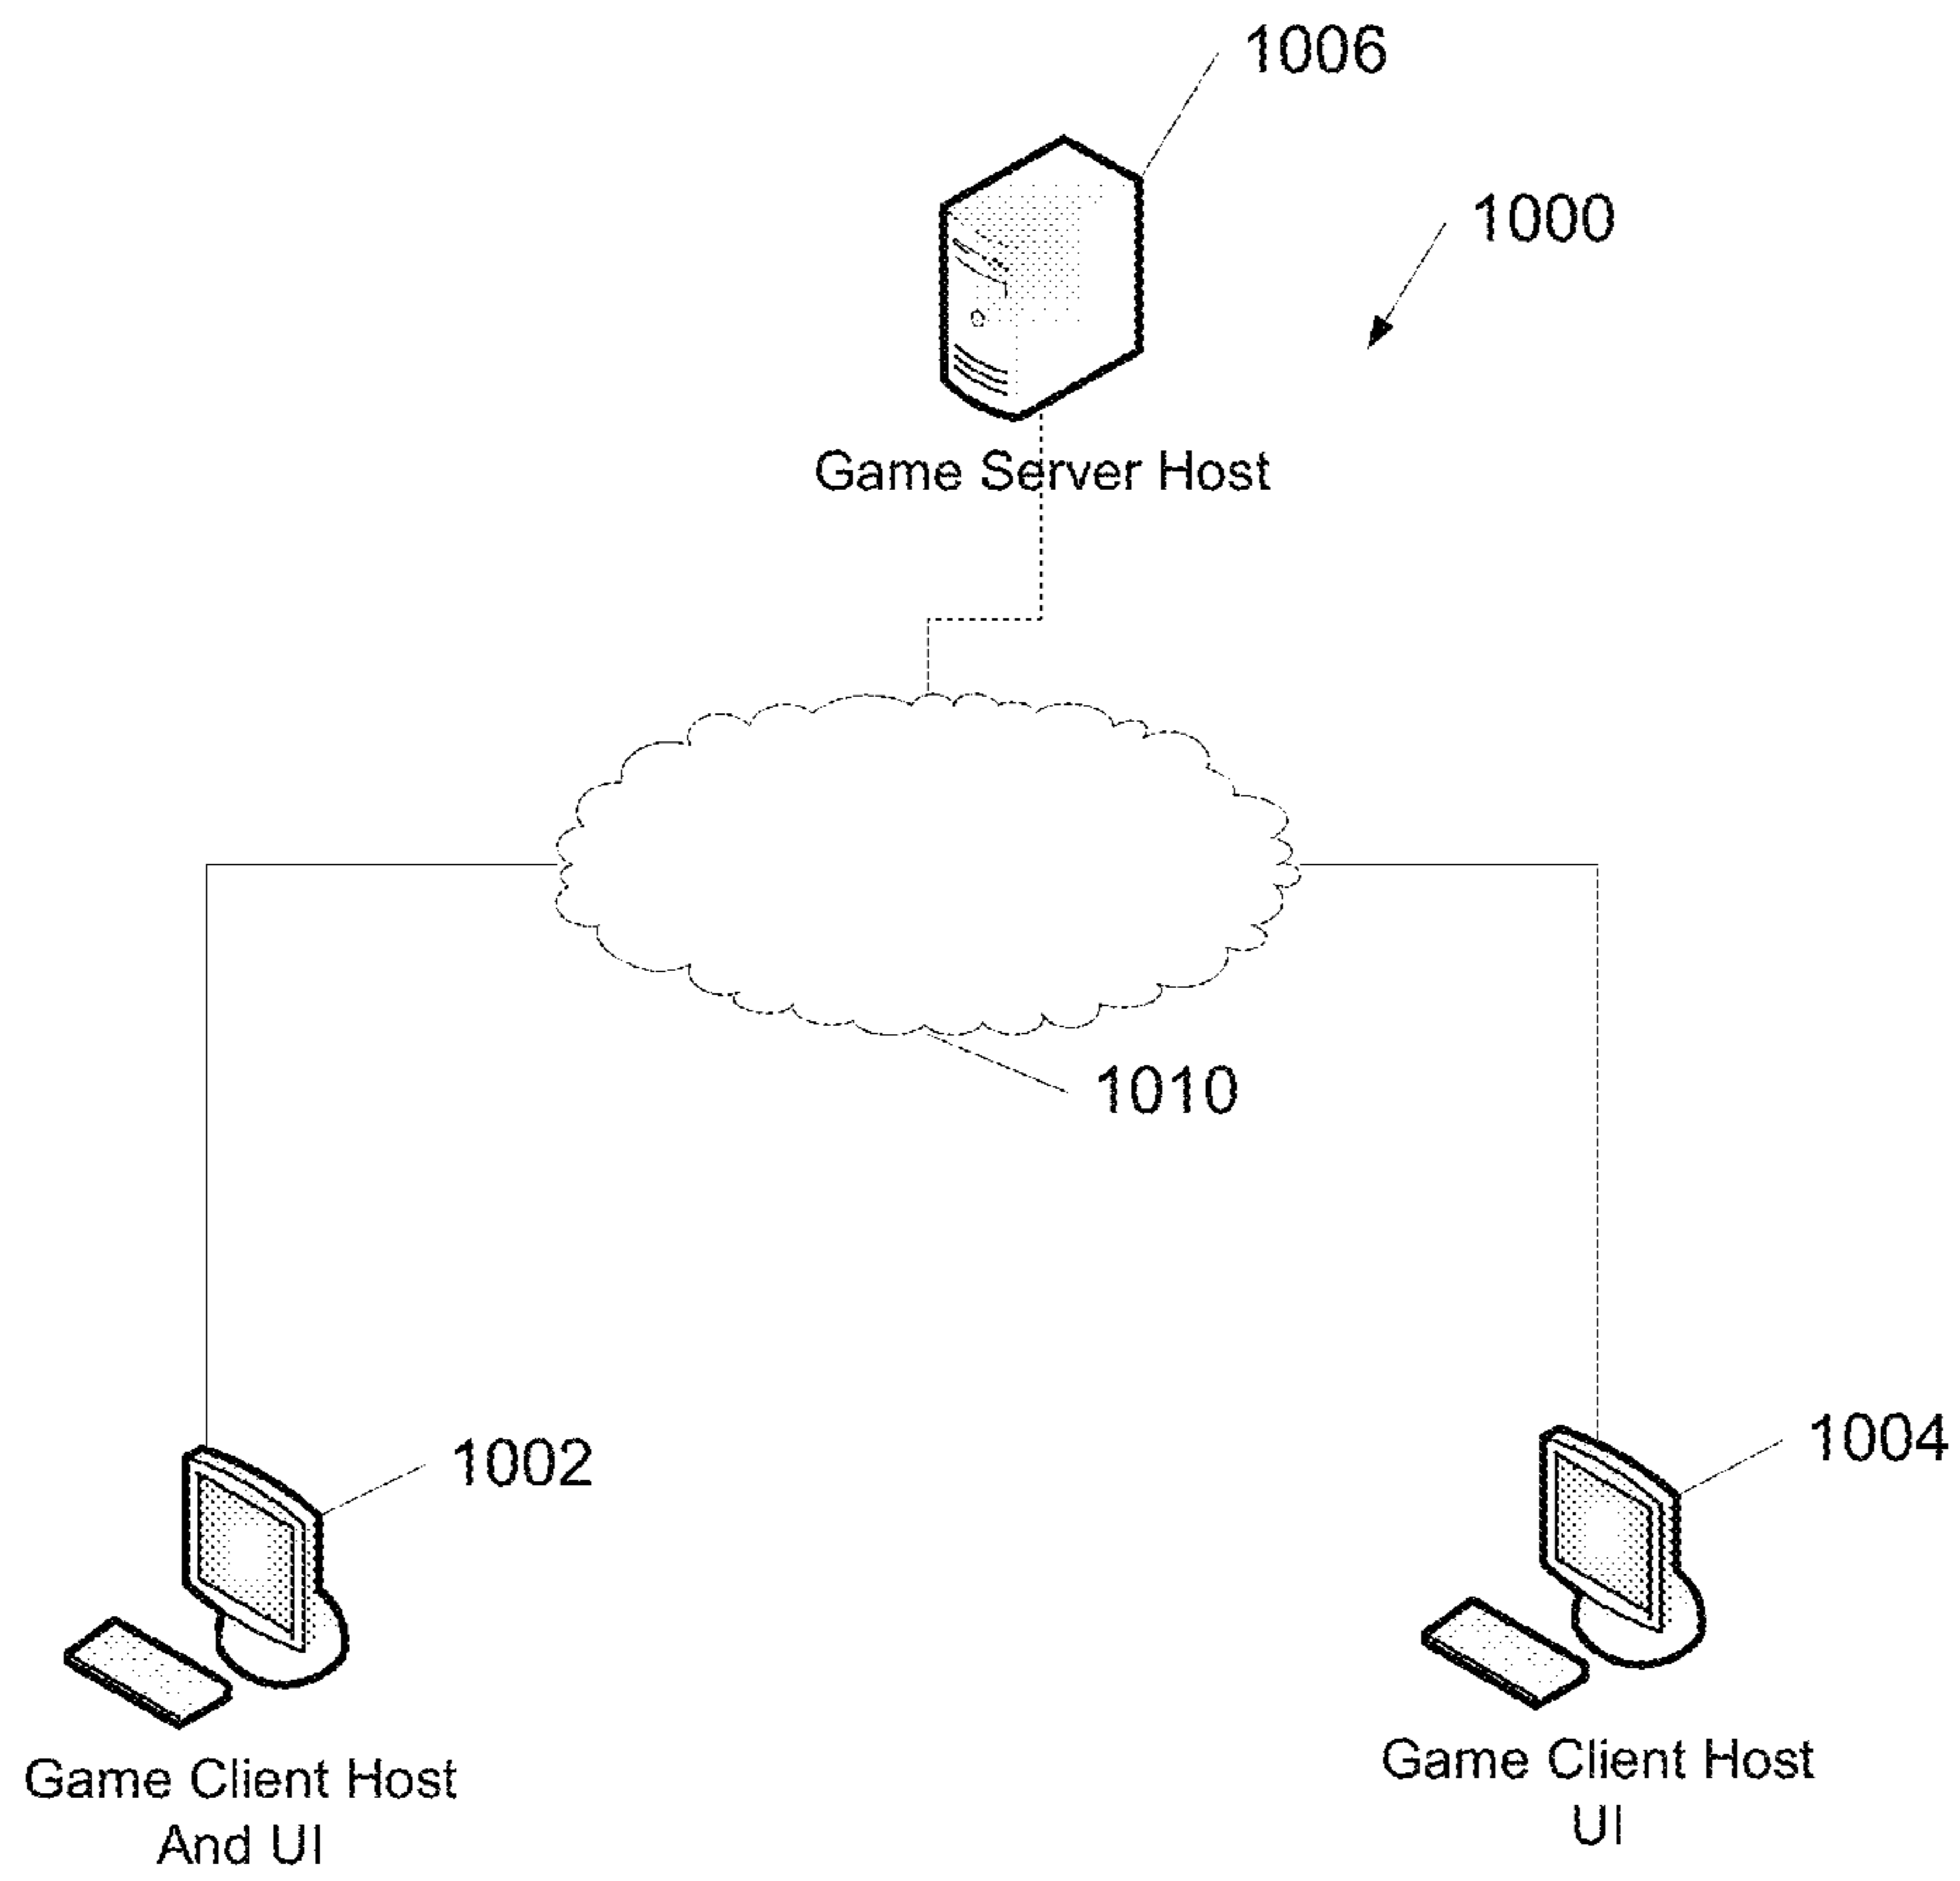 1006
1000
Game Server Host
1010
1002
1004
Game Client Host
And UI
Game Client Host
UI